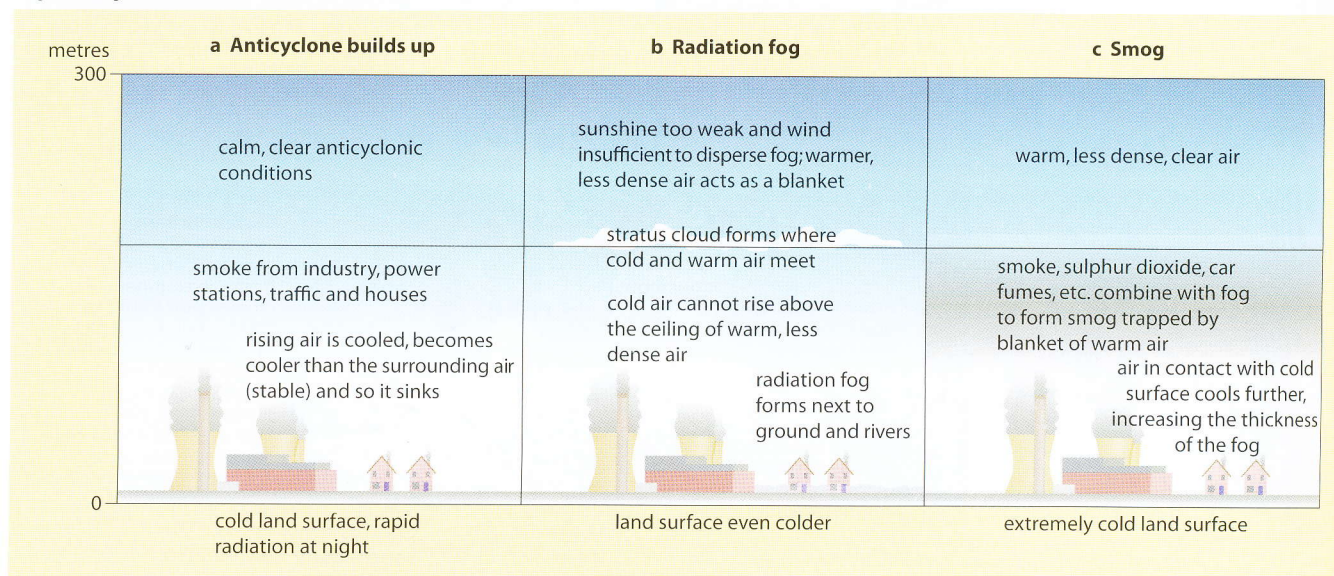 metres
300
0
a Anticyclone builds up
calm, clear anticyclonic
conditions
smoke from industry, power
stations, traffic and houses
rising air is cooled, becomes
cooler than the surrounding air
(stable) and so it sinks
cold land surface, rapid
radiation at night
b Radiation fog
sunshine too weak and wind
insufficient to disperse fog; warmer,
less dense air acts as a blanket
stratus cloud forms where
cold and warm air meet
cold air cannot rise above
the ceiling of warm, less
dense air
radiation fog
forms next to
ground and rivers
land surface even colder
c Smog
warm, less dense, clear air
smoke, sulphur dioxide, car
fumes, etc. combine with fog
to form smog trapped by
blanket of warm air
air in contact with cold
surface cools further,
increasing the thickness
of the fog
extremely cold land surface